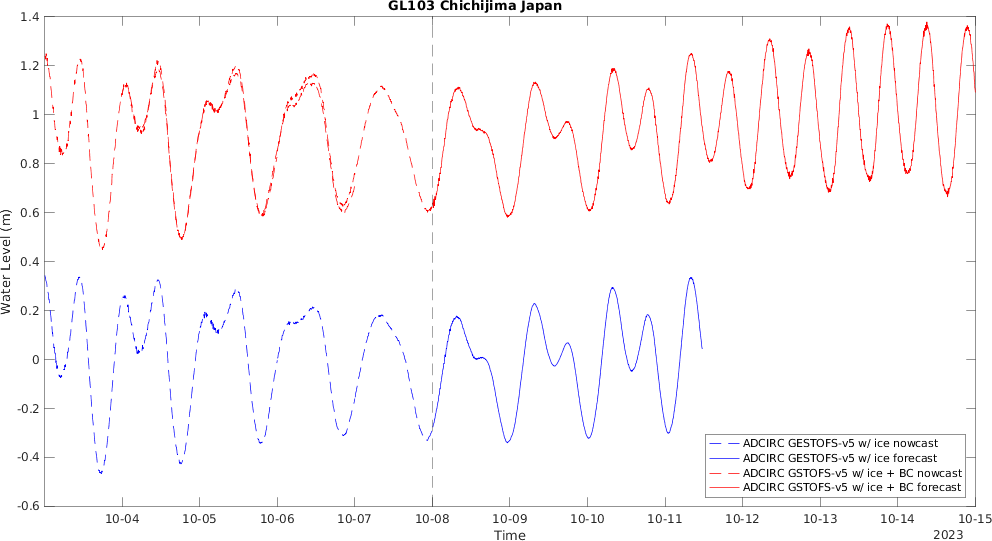 GL103 Chichijima Japan
1.4
1.2
1
0.8
0.6
0.4
0.2
0
-0.2
-0.4
-0.6
Water Level (m)
ADCIRC GESTOFS-v5 w/ ice nowcast
ADCIRC GESTOFS-v5 w/ ice forecast
ADCIRC GSTOFS-v5 w/ ice + BC nowcast
ADCIRC GSTOFS-v5 w/ ice + BC forecast
10-04 10-05 10-06 10-07 10-08 10-09 10-10 10-11 10-12 10-13 10-14 10-15
Time
2023